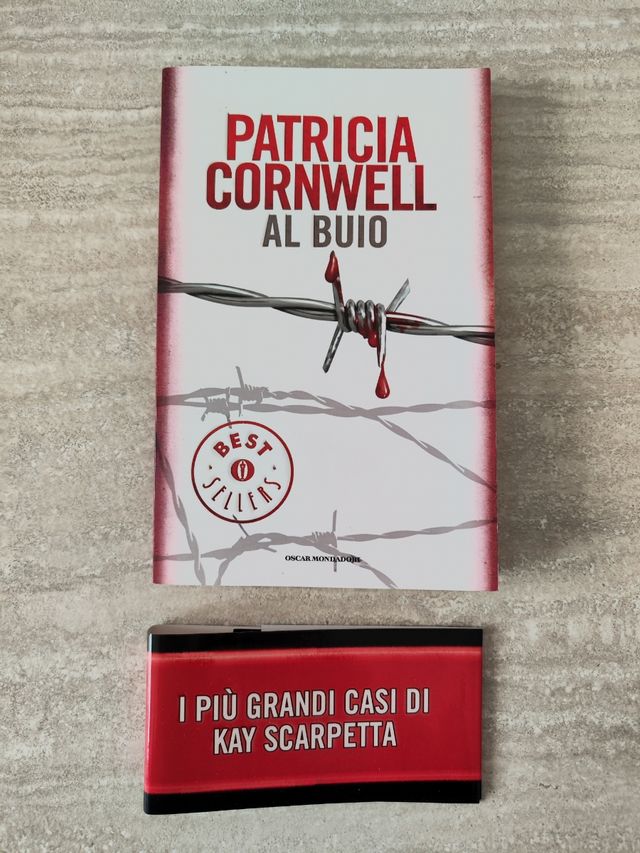 PATRICIA
CORNWELL
AL BUIO
BEST
SELLERS
OSCAR MONDADORI
I PIÙ GRANDI CASI DI
KAY SCARPETTA